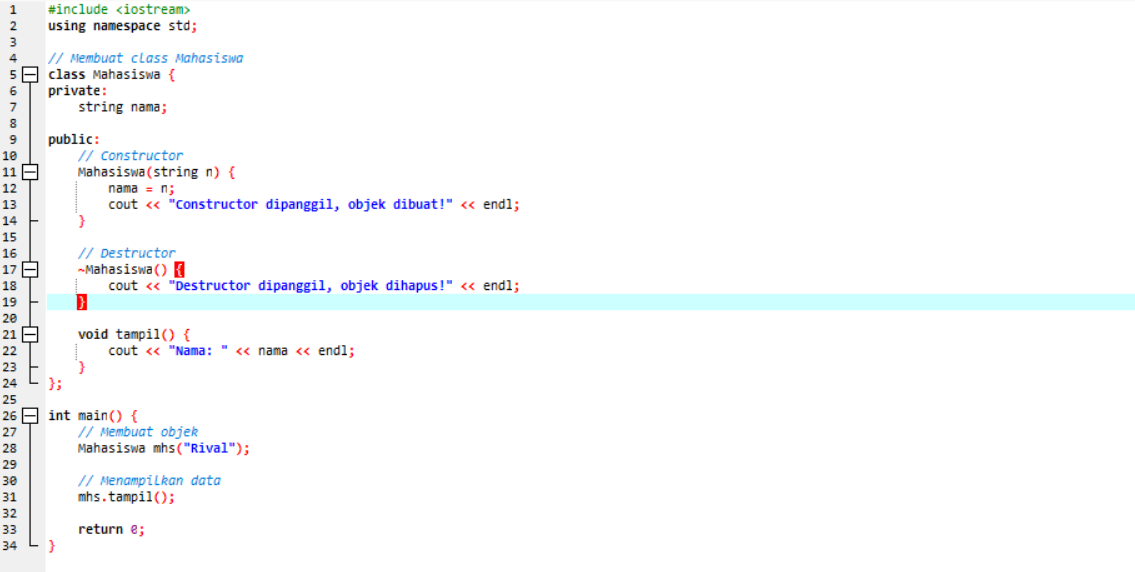 1 #include <iostream>
2 using namespace std;
3
4 // Membuat class Mahasiswa
5 class Mahasiswa {
6 private:
7     string nama;
8
9 public:
10     // Constructor
11     Mahasiswa(string n) {
12         nama = n;
13         cout << "Constructor dipanggil, objek dibuat!" << endl;
14     }
15
16     // Destructor
17     ~Mahasiswa() {
18         cout << "Destructor dipanggil, objek dihapus!" << endl;
19     }
20
21     void tampil() {
22         cout << "Nama: " << nama << endl;
23     }
24 };
25
26 int main() {
27     // Membuat objek
28     Mahasiswa mhs("Rival");
29
30     // Menampilkan data
31     mhs.tampil();
32
33     return 0;
34 }